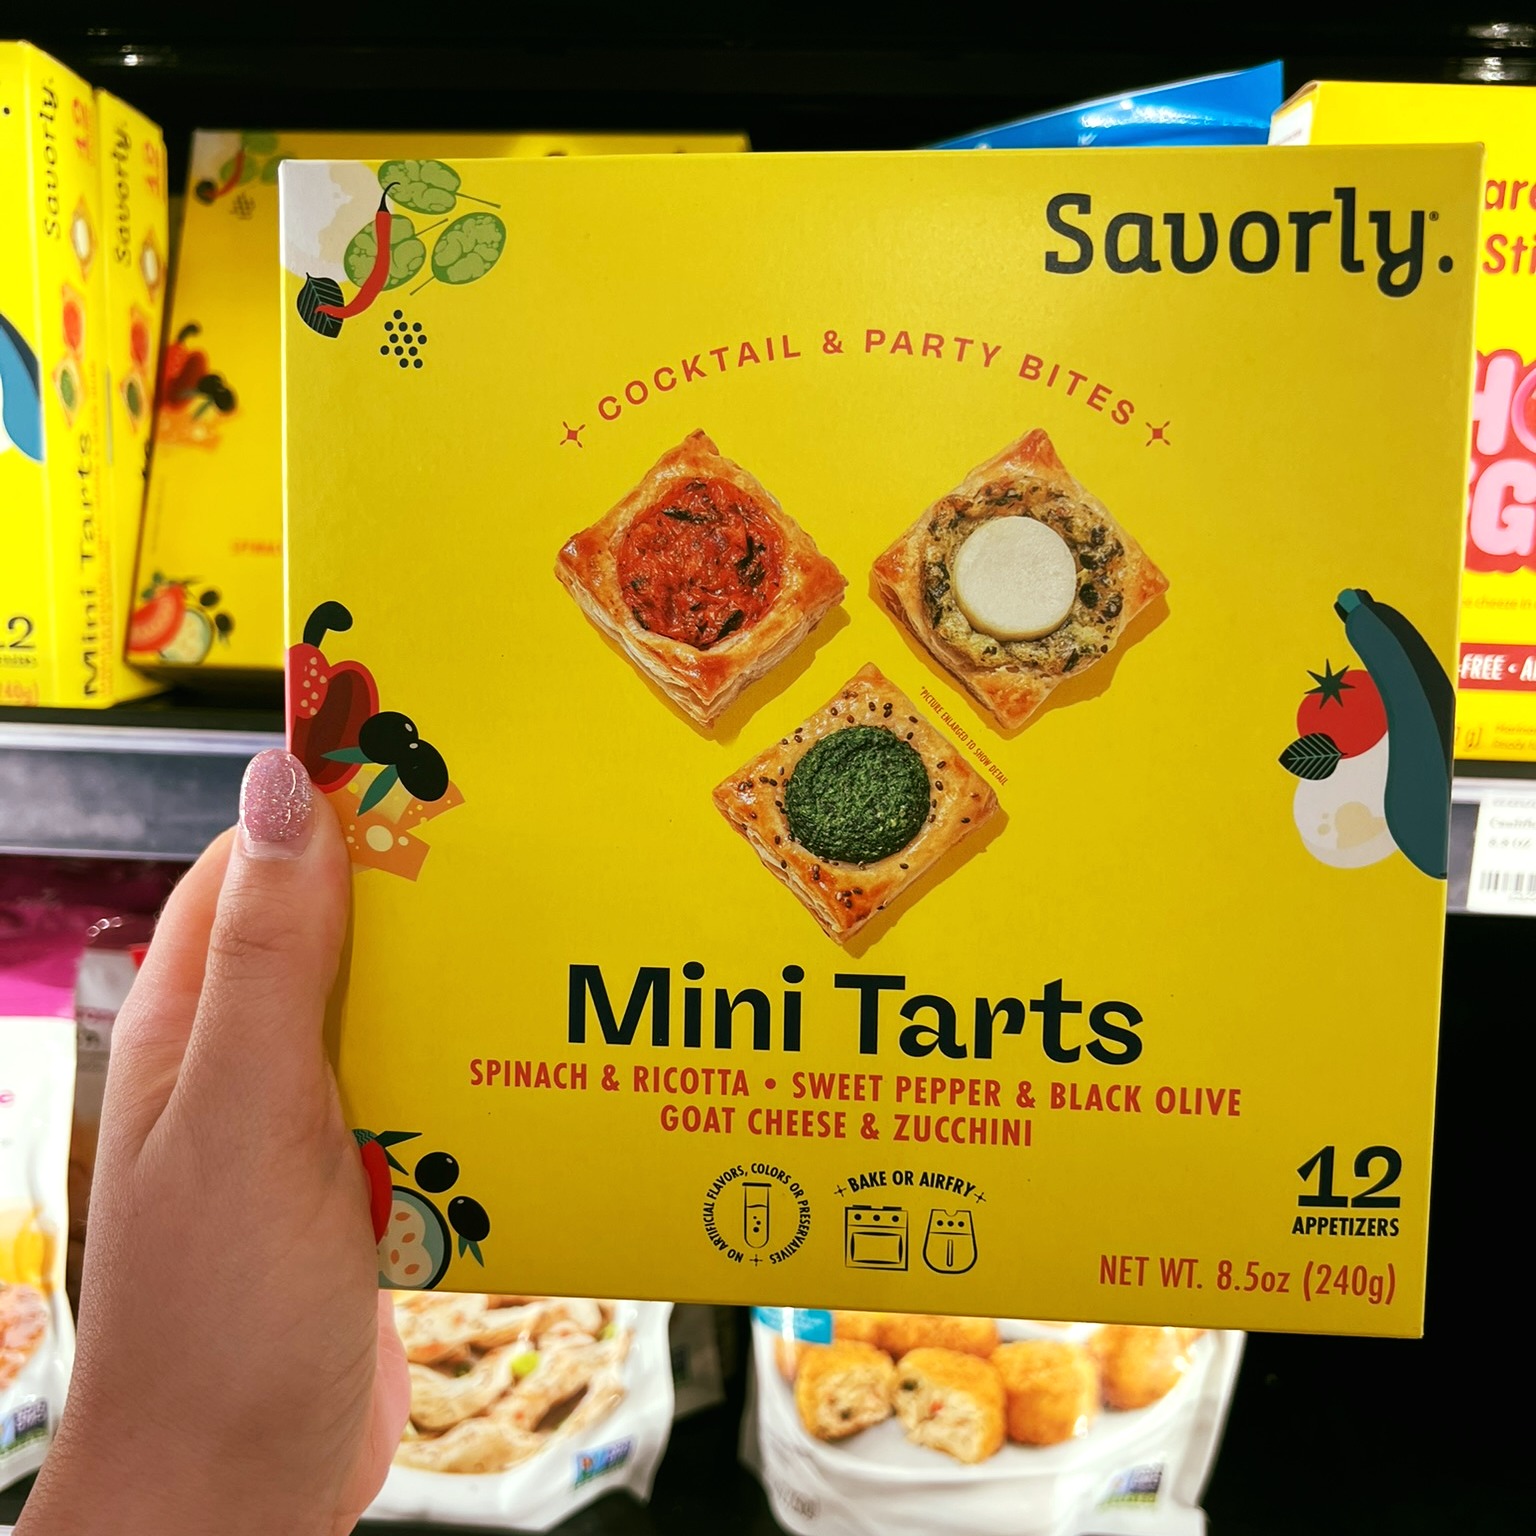 Savorly.
COCKTAIL & PARTY BITES
*PICTURE ENLARGED TO SHOW DETAIL
Mini Tarts
SPINACH & RICOTTA • SWEET PEPPER & BLACK OLIVE
GOAT CHEESE & ZUCCHINI
NO ARTIFICIAL FLAVORS, COLORS OR PRESERVATIVES
BAKE OR AIRFRY
12
APPETIZERS
NET WT. 8.5oz (240g)
Savorly.
12
Mini Tarts
Savorly.
12